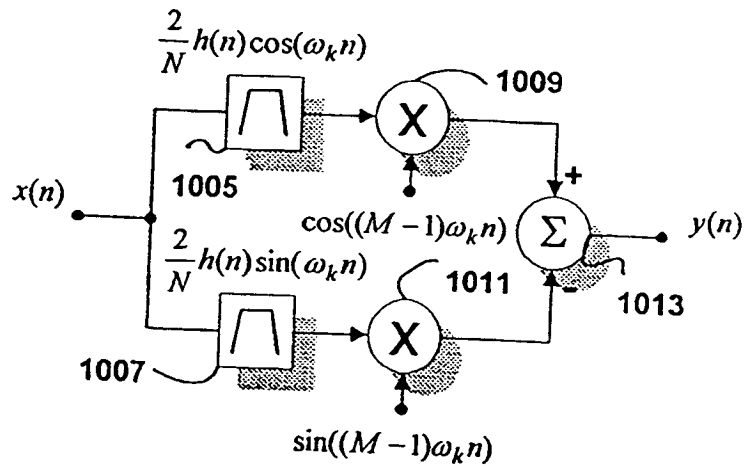 2/N h(n)cos(ω_k n)
1009
X
1005
x(n)
+
cos((M−1)ω_k n)
Σ
y(n)
2/N h(n)sin(ω_k n)
1011
-
1013
X
1007
sin((M−1)ω_k n)